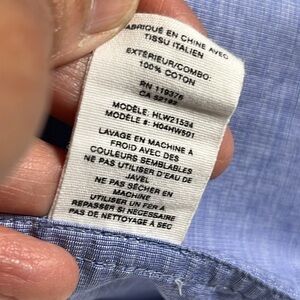 FABRIQUÉ EN CHINE AVEC
TISSU ITALIEN
EXTÉRIEUR/COMBO:
100% COTON
RN 119376
CA 52182
MODÈLE: HLW21534
MODÈLE #: H04HW501
LAVAGE EN MACHINE À
FROID AVEC DES
COULEURS SEMBLABLES
NE PAS UTILISER D'EAU DE
JAVEL
NE PAS SÉCHER EN
MACHINE
UTILISER UN FER À
REPASSER SI NÉCESSAIRE
PAS DE NETTOYAGE À SEC